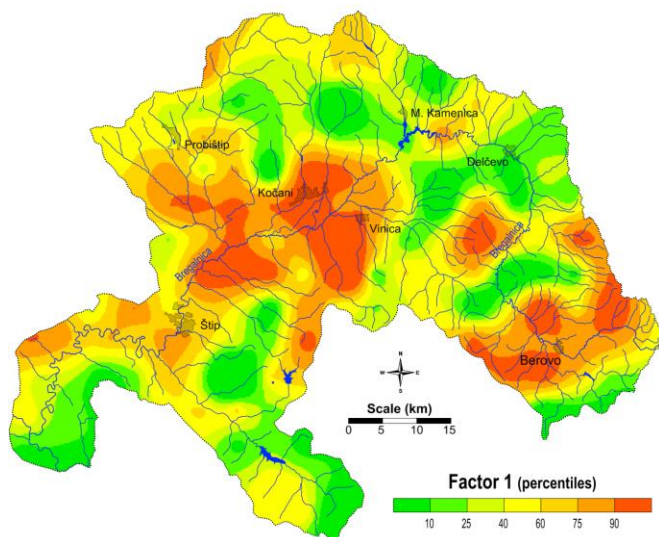 M. Kamenica
Probištip
Delčevo
Kočani
Vinica
Bregalnica
Bregalnica
Štip
Berovo
N
W E
S
Scale (km)
0 5 10 15
Factor 1 (percentiles)
10 25 40 60 75 90